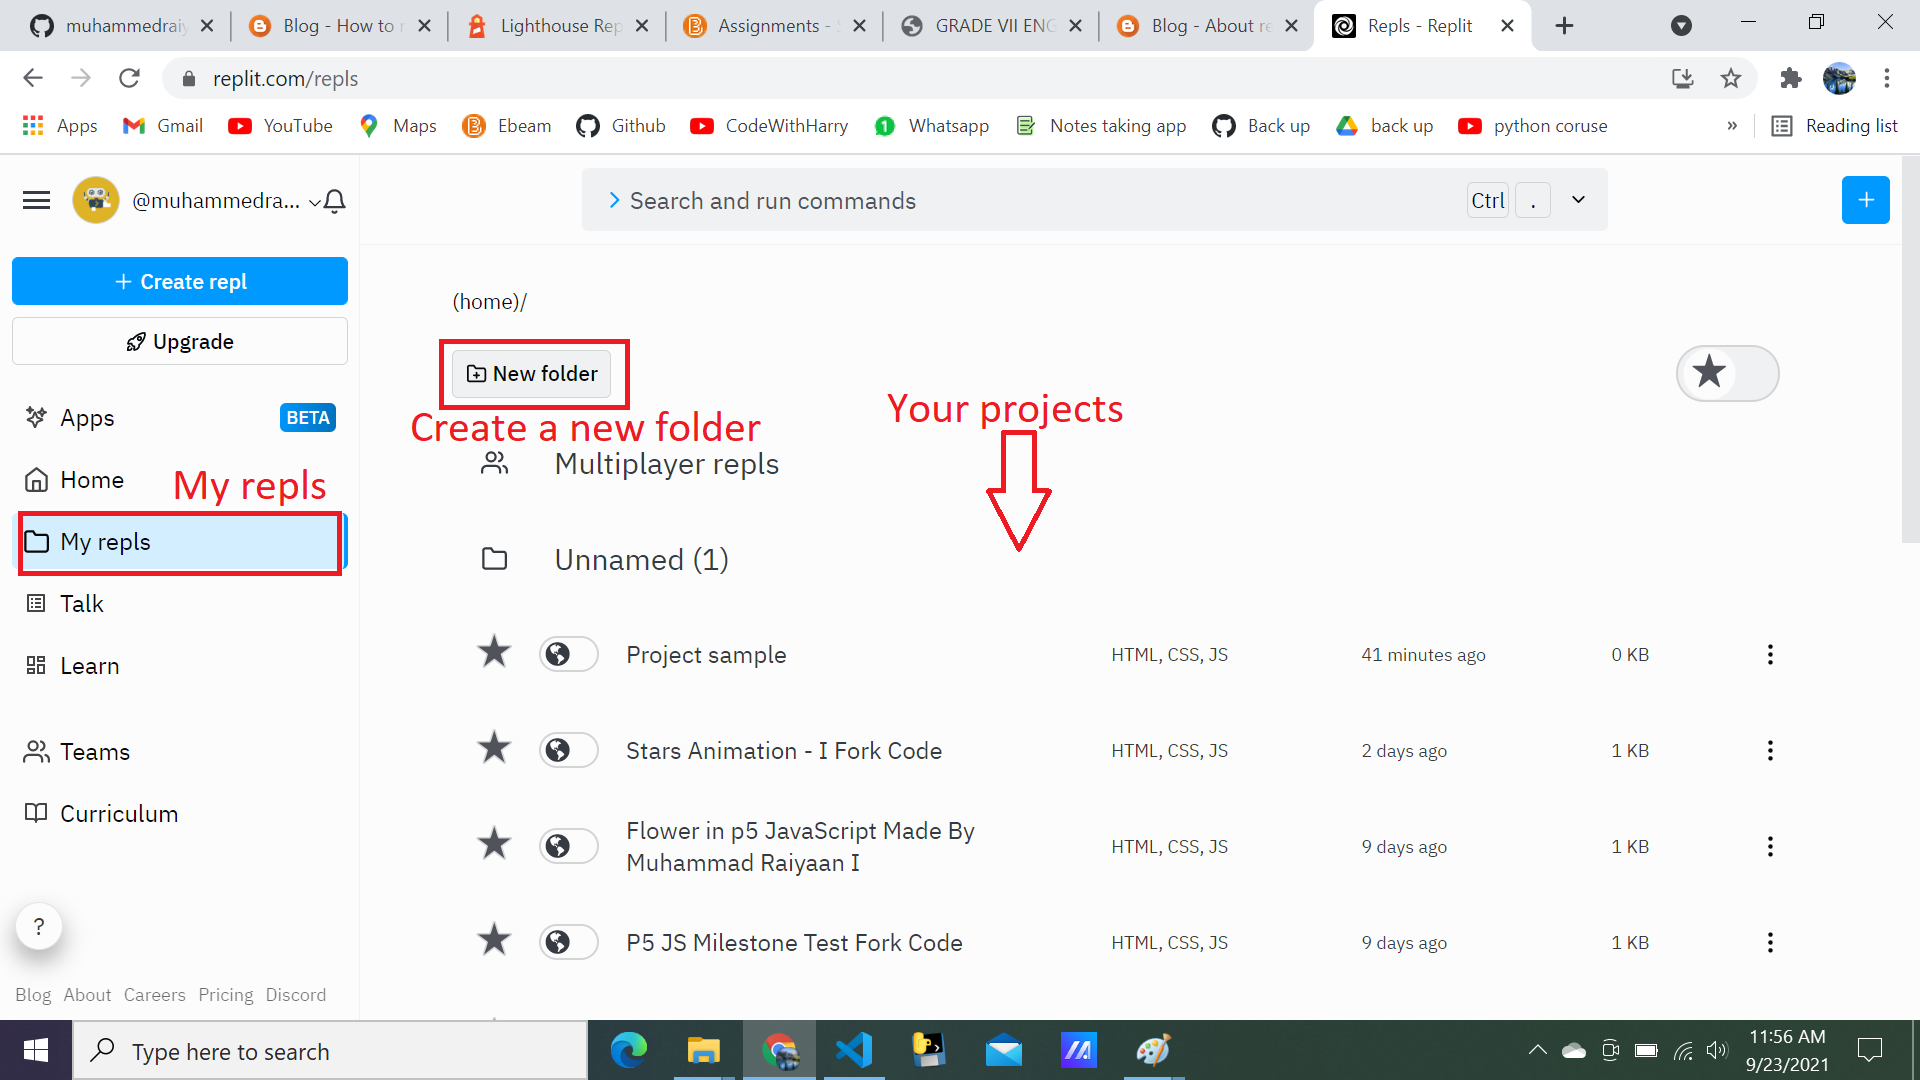 muhammedraiy
Blog - How to r
Lighthouse Rep
Assignments - S
GRADE VII ENG
Blog - About re
Repls - Replit
replit.com/repls
Apps
Gmail
YouTube
Maps
Ebeam
Github
CodeWithHarry
Whatsapp
Notes taking app
Back up
back up
python coruse
»
Reading list
@muhammedra...
Search and run commands
Ctrl
.
+ Create repl
Upgrade
(home)/
New folder
Create a new folder
Your projects
Apps
BETA
Multiplayer repls
Home
My repls
My repls
Unnamed (1)
Talk
Learn
Project sample
HTML, CSS, JS
41 minutes ago
0 KB
Stars Animation - I Fork Code
HTML, CSS, JS
2 days ago
1 KB
Teams
Curriculum
Flower in p5 JavaScript Made By
Muhammad Raiyaan I
HTML, CSS, JS
9 days ago
1 KB
P5 JS Milestone Test Fork Code
HTML, CSS, JS
9 days ago
1 KB
?
Blog About Careers Pricing Discord
Type here to search
11:56 AM
9/23/2021